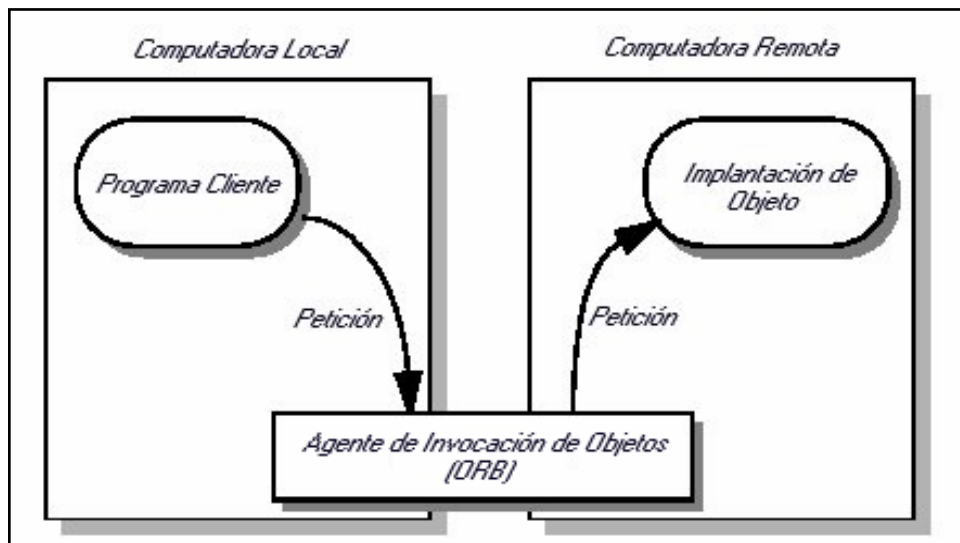 Computadora Local
Computadora Remota
Programa Cliente
Implantación de
Objeto
Petición
Petición
Agente de Invocación de Objetos
(ORB)